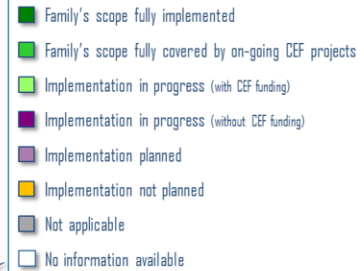 Family's scope fully implemented
Family's scope fully covered by on-going CEF projects
Implementation in progress (with CEF funding)
Implementation in progress (without CEF funding)
Implementation planned
Implementation not planned
Not applicable
No information available